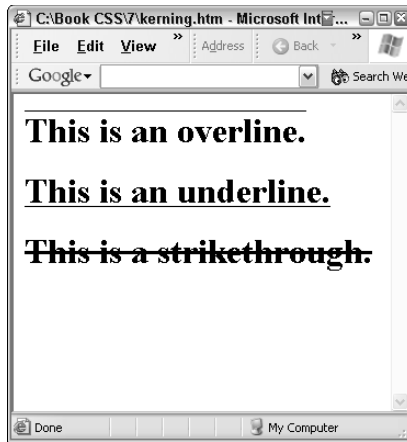 C:\Book CSS\7\kerning.htm - Microsoft Int...
File Edit View » Address Back »
Google Search We
This is an overline.
This is an underline.
This is a strikethrough.
Done My Computer